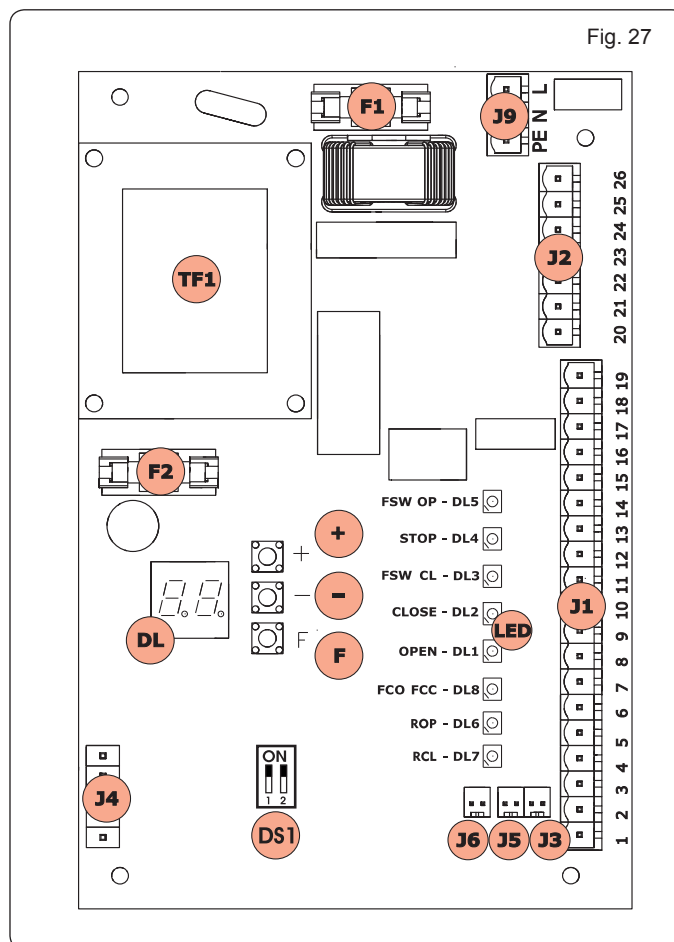 Fig. 27
F1
J9
PE N L
TF1
J2
26
25
24
23
22
21
20
19
18
17
16
15
14
13
12
11
10
9
8
7
6
5
4
3
2
1
J1
F2
FSW OP - DL5
STOP - DL4
FSW CL - DL3
CLOSE - DL2
OPEN - DL1
FCO FCC - DL8
ROP - DL6
RCL - DL7
LED
+ +
- -
F F
8.8.
DL
J4
ON
1 2
DS1
J6 J5 J3